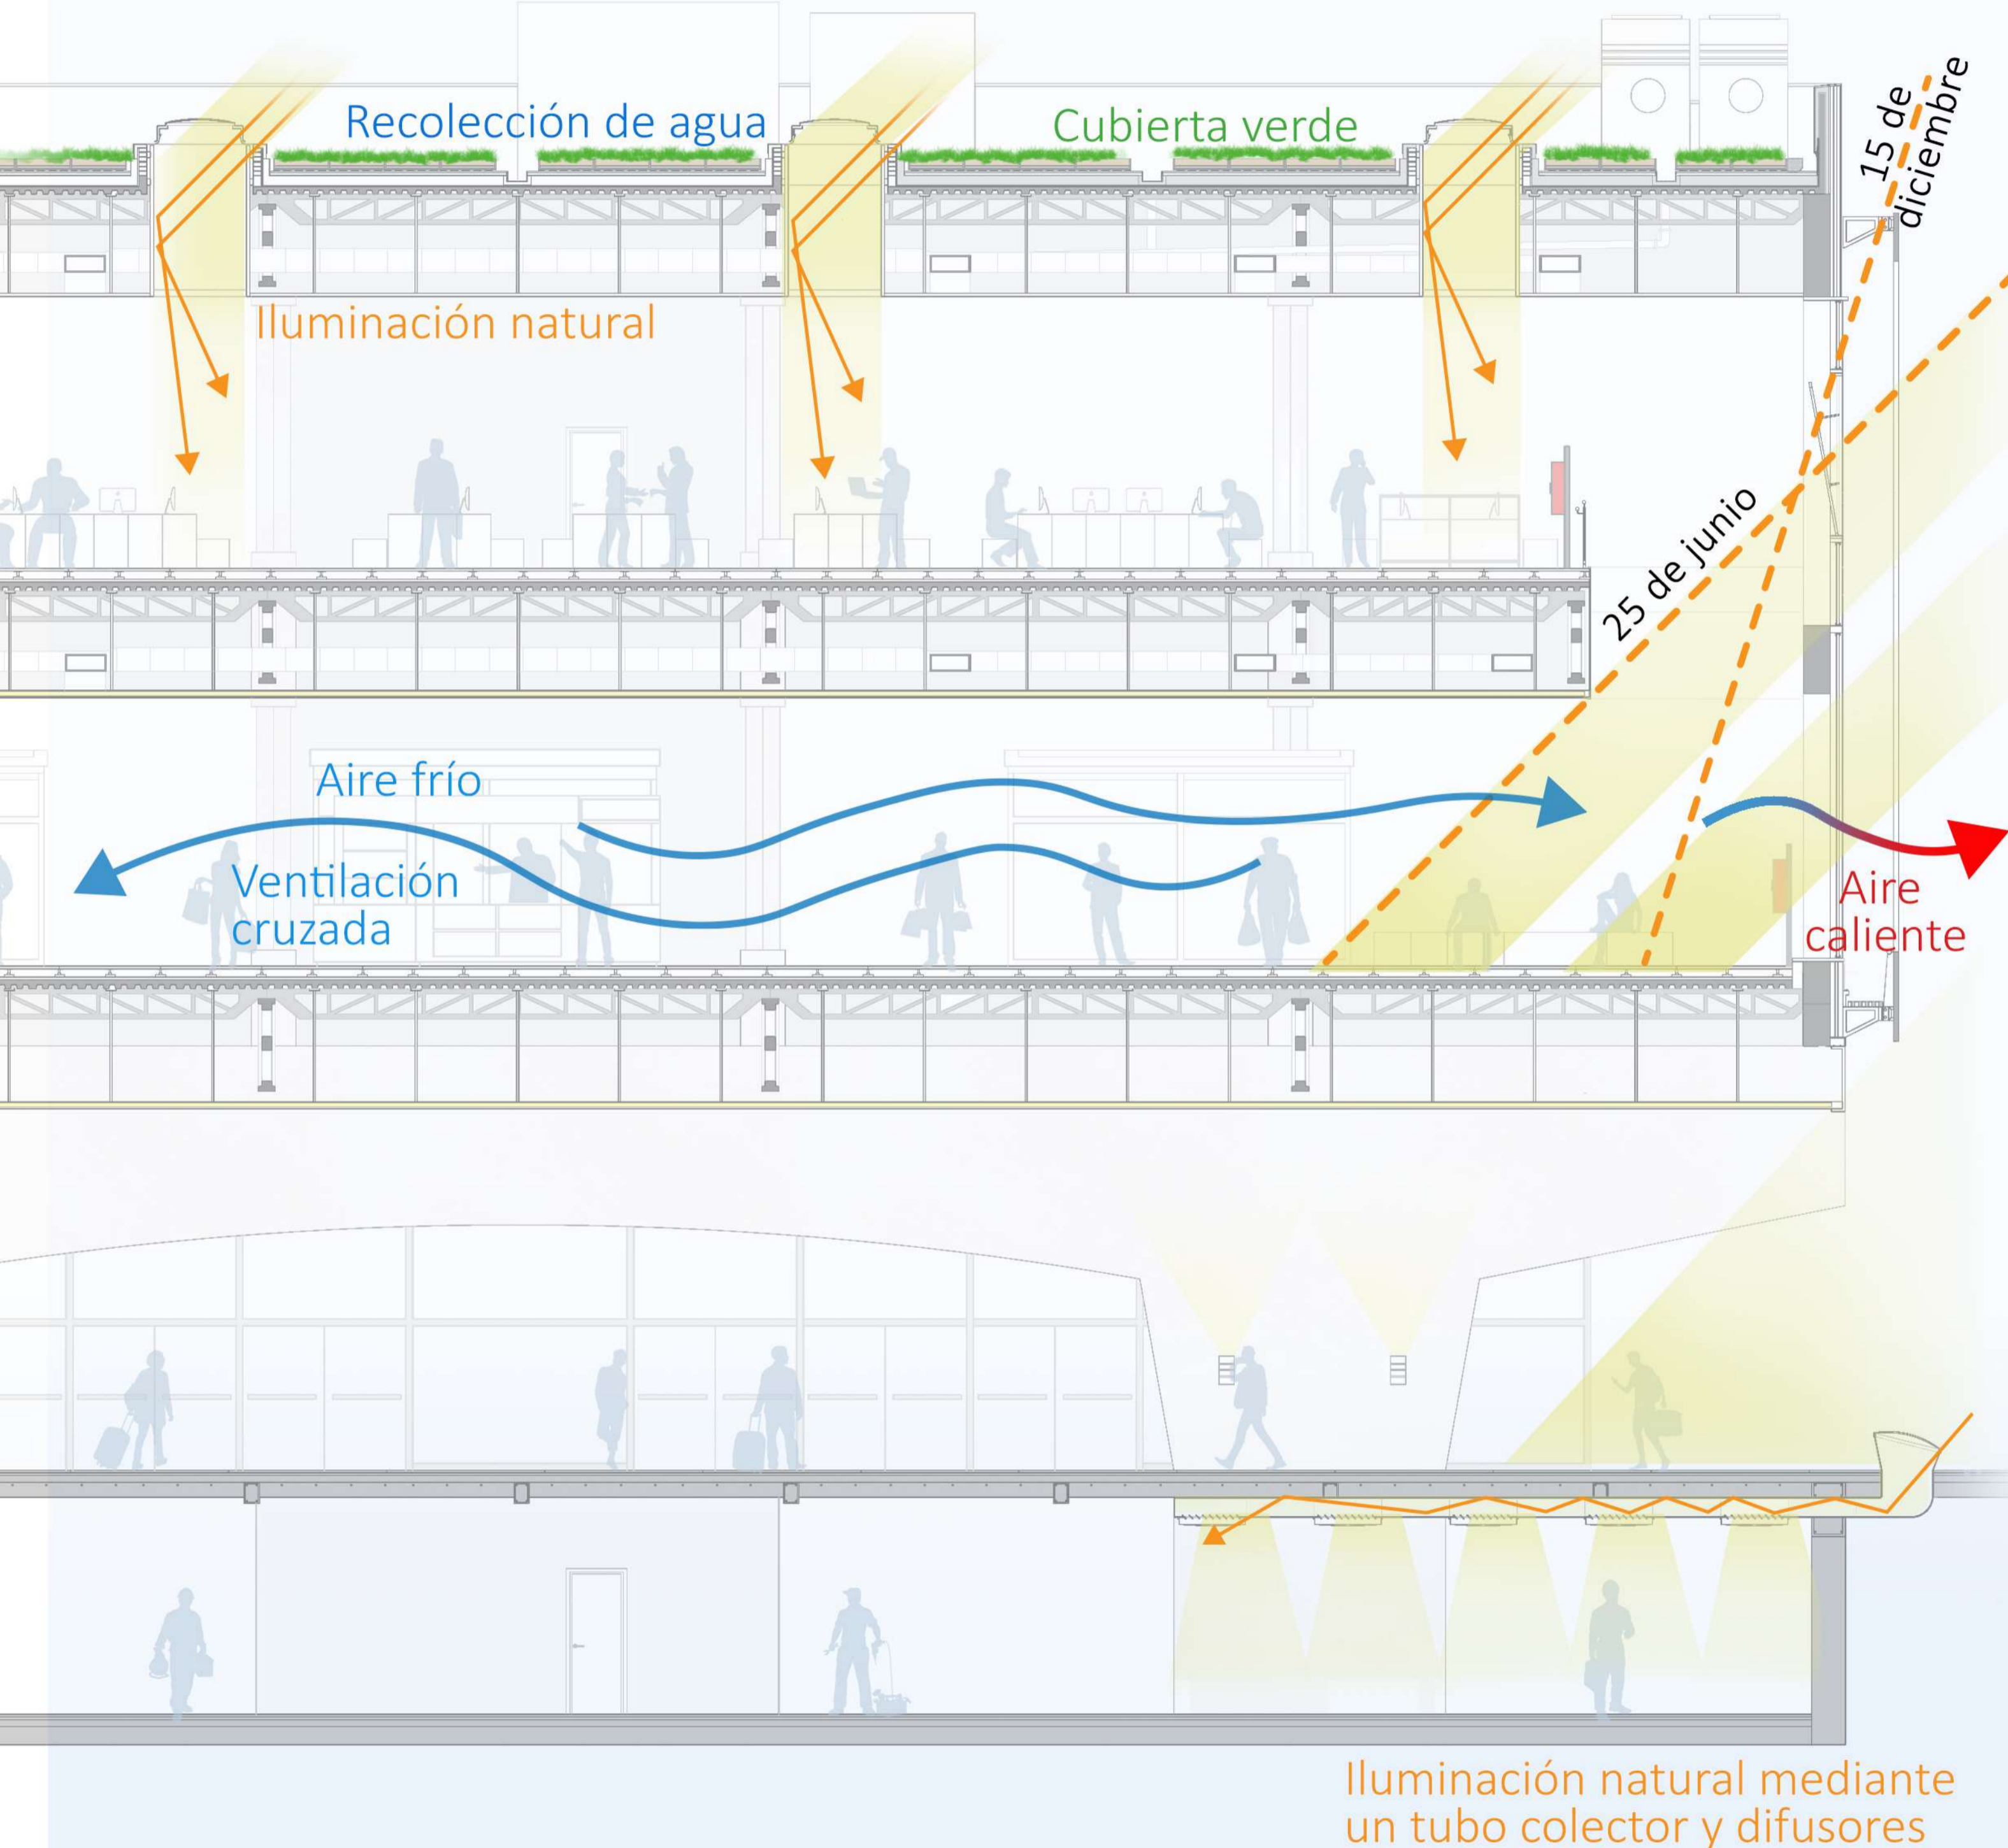 15 de
diciembre
Recolección de agua
Cubierta verde
Iluminación natural
25 de junio
Aire frío
Ventilación
cruzada
Aire
caliente
Iluminación natural mediante
un tubo colector y difusores